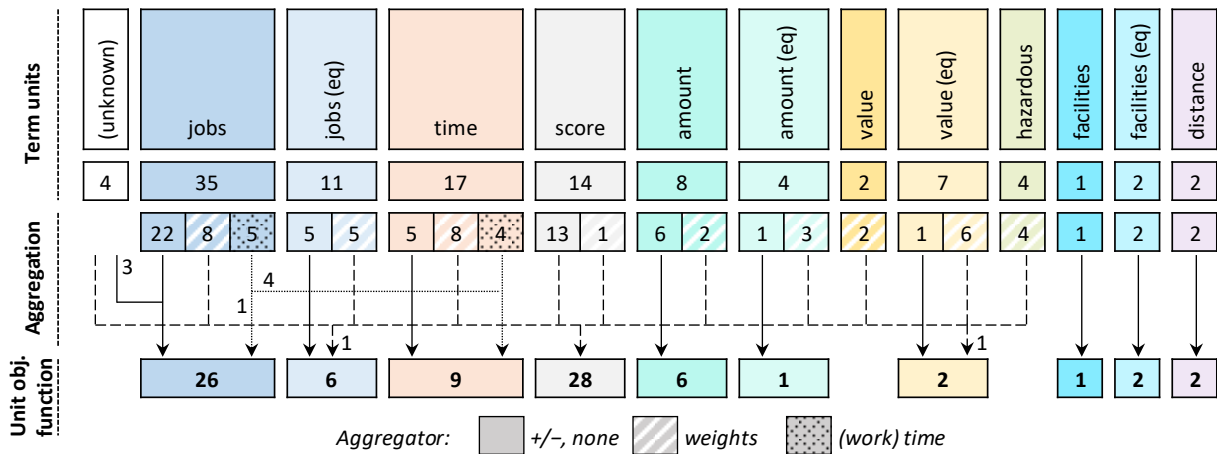 Term units
(unknown)
jobs
jobs (eq)
time
score
amount
amount (eq)
value
value (eq)
hazardous
facilities
facilities (eq)
distance
4 35 11 17 14 8 4 2 7 4 1 2 2
Aggregation
22 8 5 5 5 5 8 4 13 1 6 2 1 3 2 1 6 4 1 2 2
3
4
1
1
1
Unit obj.
function
26 6 9 28 6 1 2 1 2 2
Aggregator: +/−, none weights (work) time